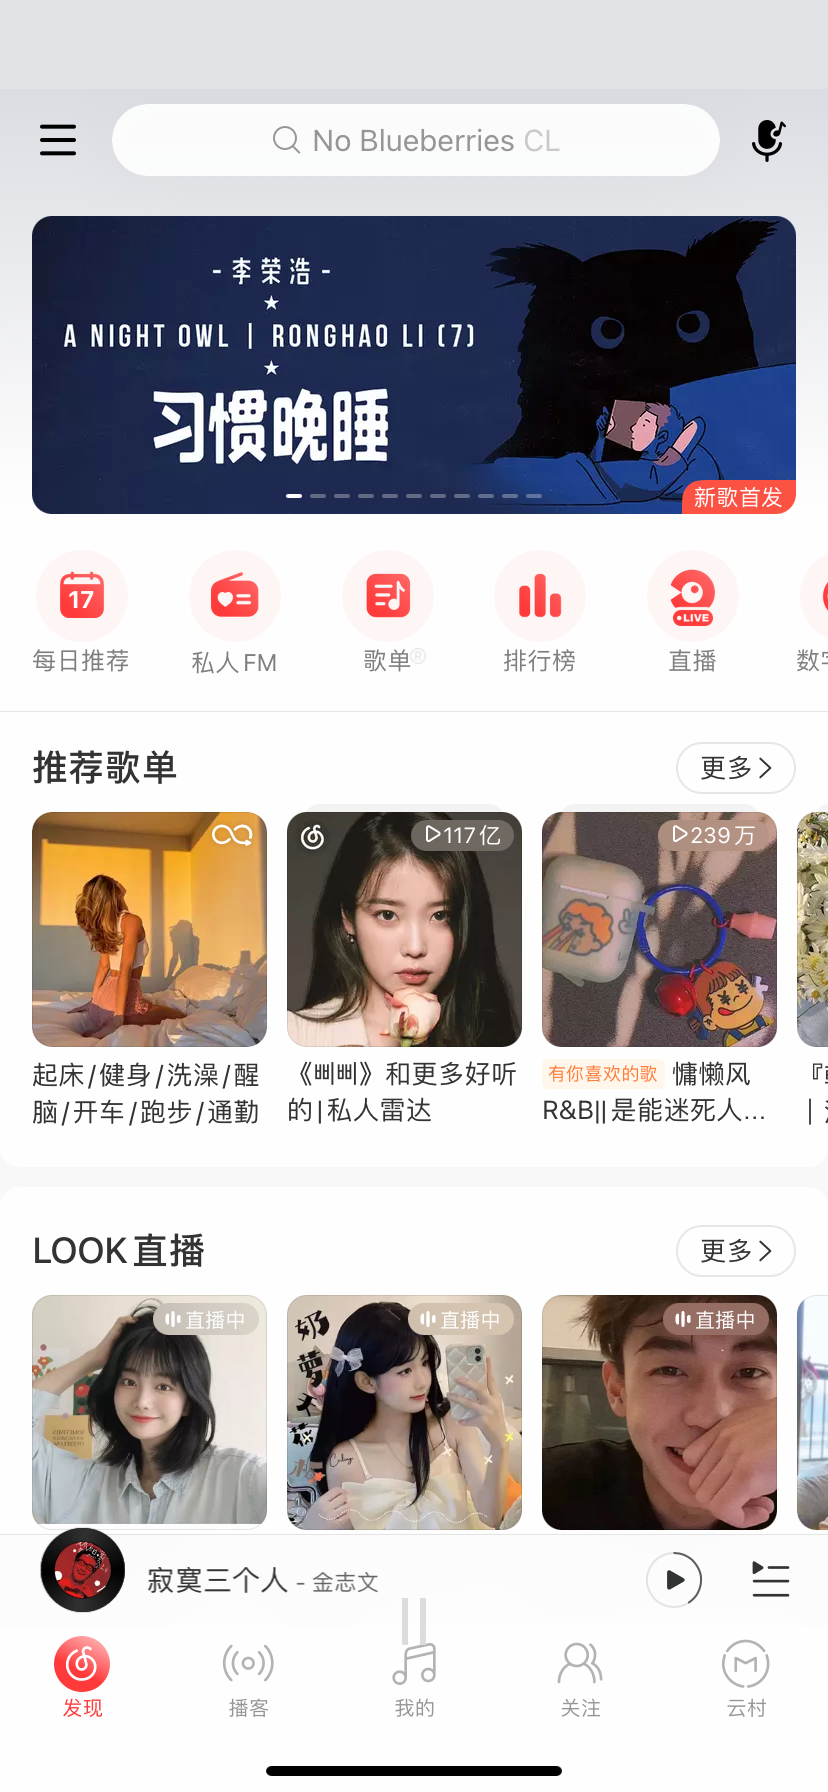 No Blueberries CL
-李荣浩-
A NIGHT OWL | RONGHAO LI (7)
习惯晚睡
新歌首发
17
LIVE
每日推荐
私人FM
歌单®
排行榜
直播
推荐歌单
更多
117亿
239万
起床/健身/洗澡/醒
脑/开车/跑步/通勤
《㗏㗏》和更多好听
的|私人雷达
有你喜欢的歌 慵懒风
R&B||是能迷死人...
LOOK直播
更多
直播中
直播中
直播中
奶
萝
寂寞三个人 - 金志文
发现
播客
我的
关注
云村